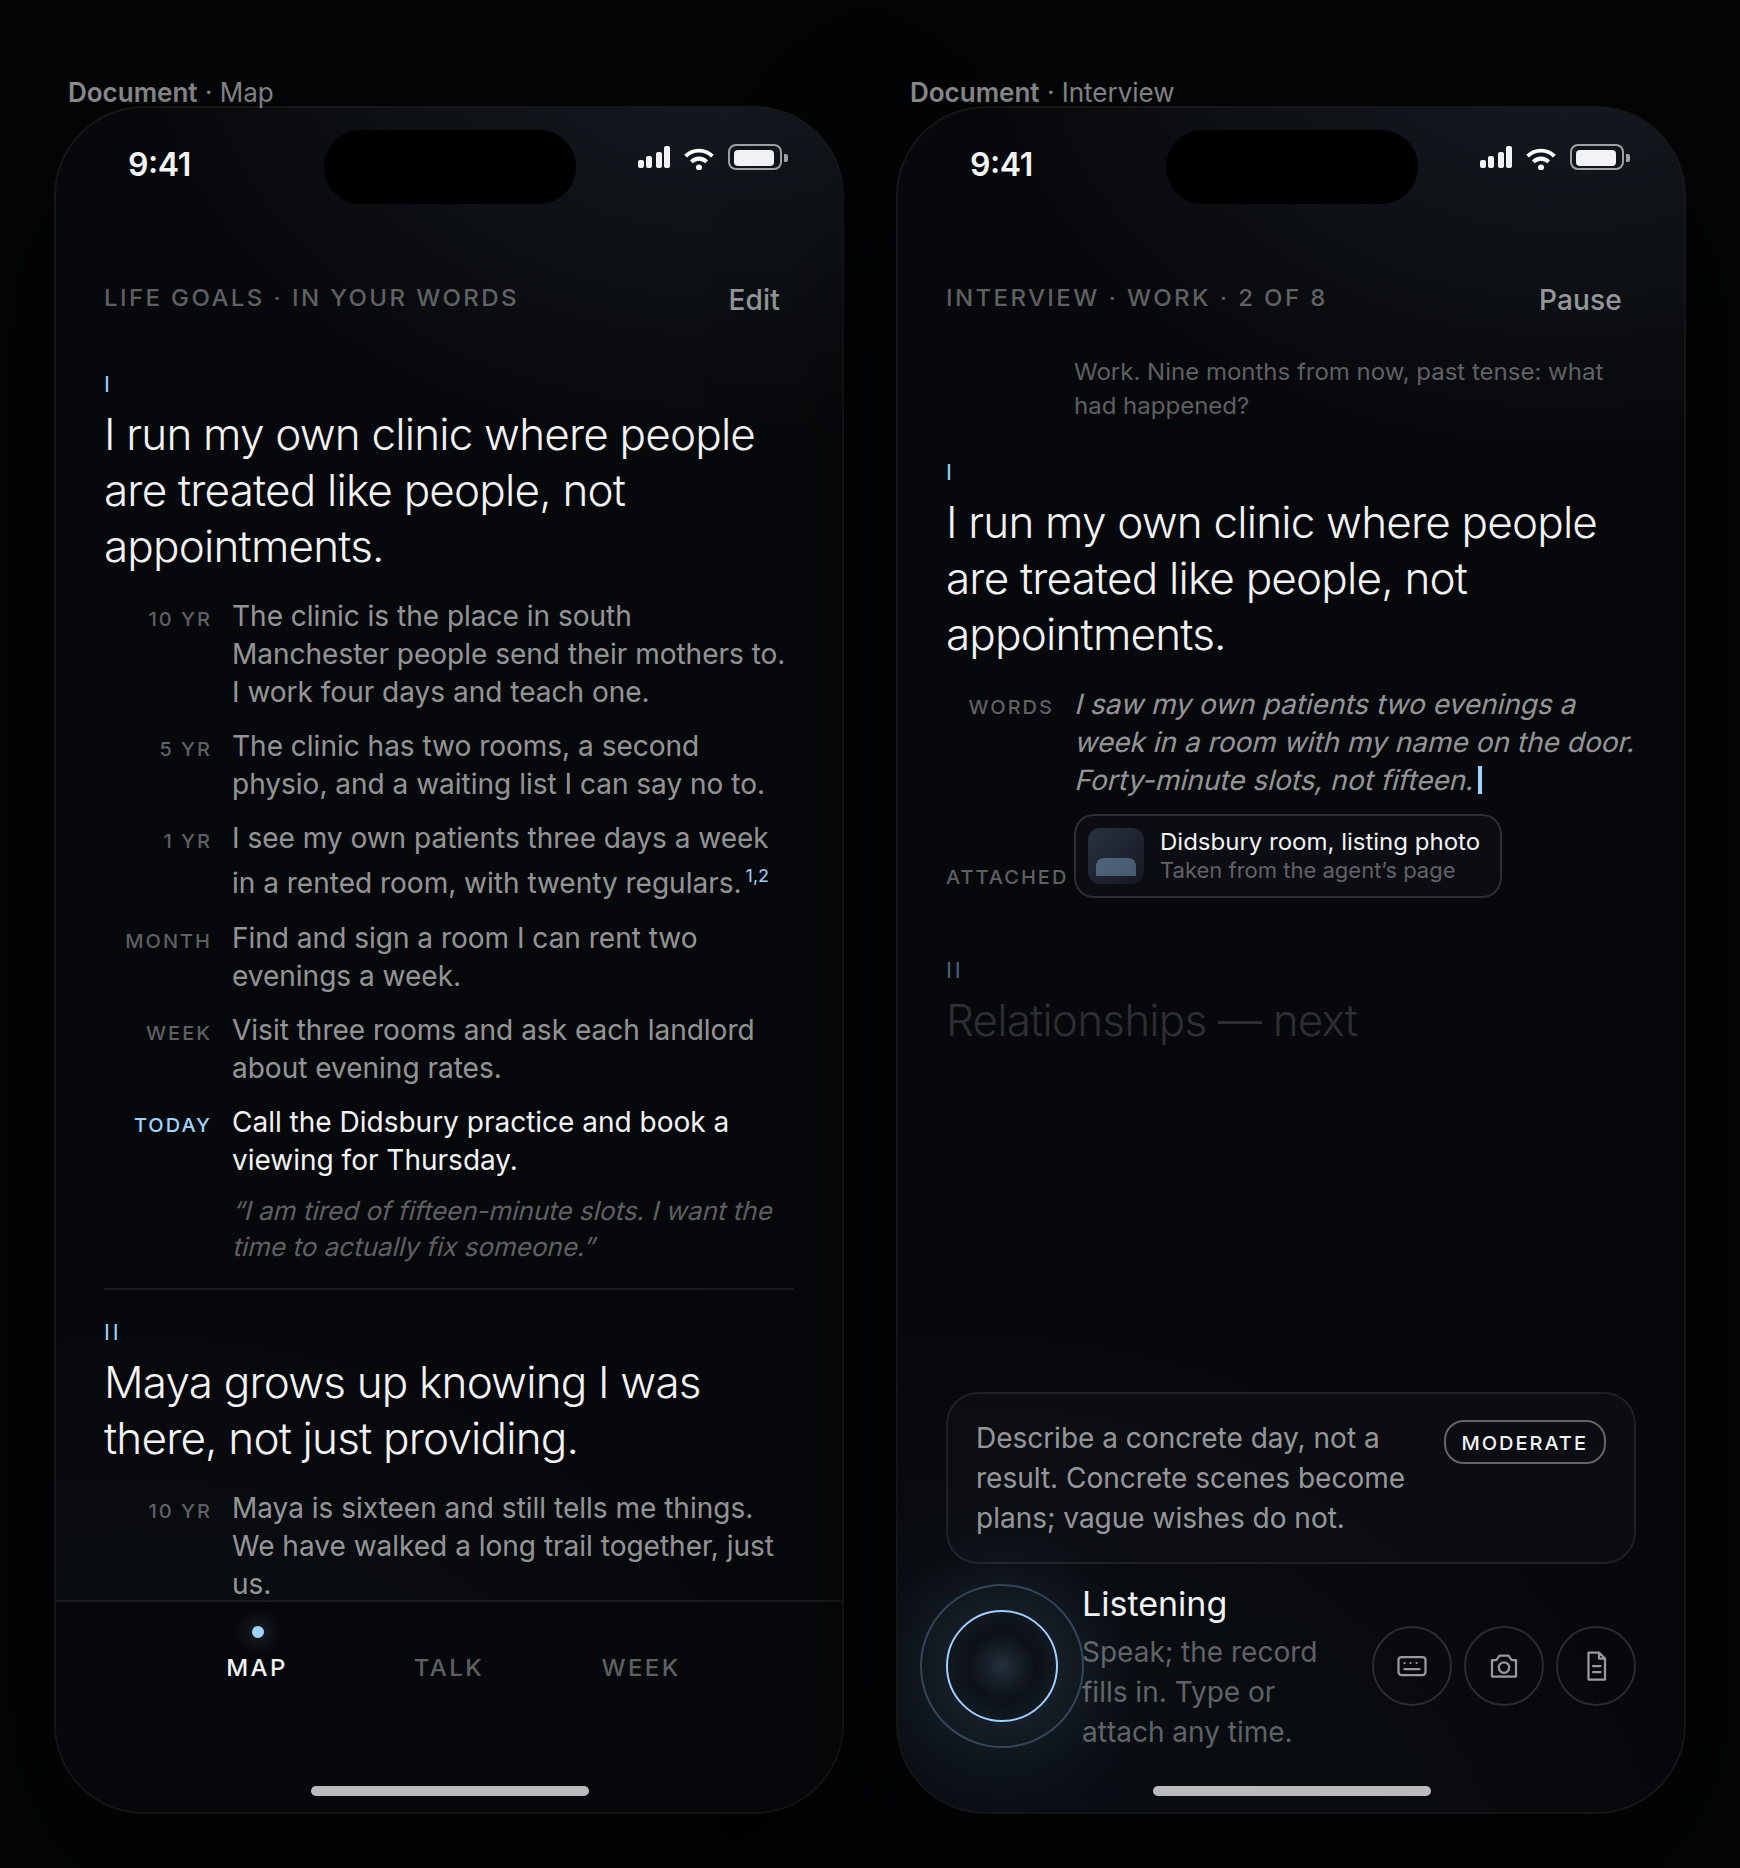 Document · Map
9:41
LIFE GOALS · IN YOUR WORDS
Edit
I
I run my own clinic where people
are treated like people, not
appointments.
10 YR
The clinic is the place in south
Manchester people send their mothers to.
I work four days and teach one.
5 YR
The clinic has two rooms, a second
physio, and a waiting list I can say no to.
1 YR
I see my own patients three days a week
in a rented room, with twenty regulars. 1,2
MONTH
Find and sign a room I can rent two
evenings a week.
WEEK
Visit three rooms and ask each landlord
about evening rates.
TODAY
Call the Didsbury practice and book a
viewing for Thursday.
“I am tired of fifteen-minute slots. I want the
time to actually fix someone.”
II
Maya grows up knowing I was
there, not just providing.
10 YR
Maya is sixteen and still tells me things.
We have walked a long trail together, just
us.
MAP
TALK
WEEK
Document · Interview
9:41
INTERVIEW · WORK · 2 OF 8
Pause
Work. Nine months from now, past tense: what
had happened?
I
I run my own clinic where people
are treated like people, not
appointments.
WORDS
I saw my own patients two evenings a
week in a room with my name on the door.
Forty-minute slots, not fifteen.
ATTACHED
Didsbury room, listing photo
Taken from the agent’s page
II
Relationships — next
Describe a concrete day, not a
result. Concrete scenes become
plans; vague wishes do not.
MODERATE
Listening
Speak; the record
fills in. Type or
attach any time.